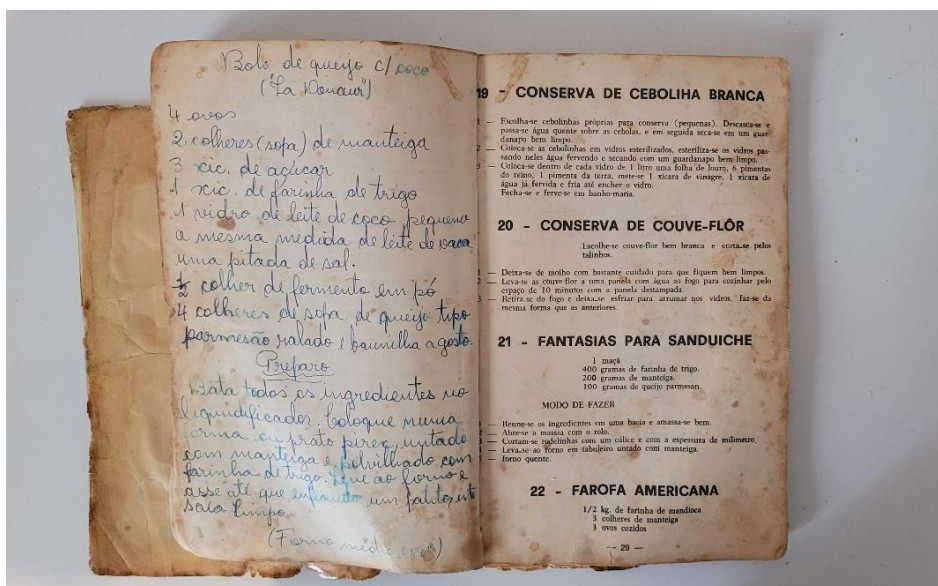 Bolo de queijo c/ coco
4 ovos
2 colheres (sopa) de manteiga
3 xic. de açúcar
1 xic. de farinha de trigo
1 vidro de leite de coco pequeno
a mesma medida de leite de vaca
uma pitada de sal.
½ colher de fermento em pó
4 colheres de sopa de queijo tipo
parmesão ralado e baunilha a gosto.
Preparo
Bata todos os ingredientes no
liquidificador. Coloque numa
forma ou prato pirex, untado
com manteiga e polvilhado com
farinha de trigo. ao forno e
asse até que um palito,
saia limpo.
(Forno médio
19 - CONSERVA DE CEBOLIHA BRANCA
— Escolha-se cebolinhas próprias para conserva (pequenas). Descasca-se e
passa-se água quente sobre as cebolas, e em seguida seca-se em um guar
danapo bem limpo.
2 — Coloca-se as cebolinhas em vidros esterilizados, esteriliza-se os vidros pas-
sando neles água fervendo e secando com um guardanapo bem limpo.
3 — Coloca-se dentro de cada vidro de 1 litro uma folha de louro, 6 pimentas
do reino, 1 pimenta da terra, mete-se 1 xícara de vinagre, 1 xícara de
água já fervida e fria até encher o vidro.
Fecha-se e ferve-se em banho-maria.
20 - CONSERVA DE COUVE-FLÔR
Escolhe-se couve-flor bem branca e corta-se pelos
talinhos.
— Deixa-se de molho com bastante cuidado para que fiquem bem limpos.
2 — Leva-se as couve flor a uma panela com água ao fogo para cozinhar pelo
espaço de 10 minutos com a panela destampada.
3 — Retira-se do fogo e deixa-se esfriar para arrumar nos vidros, faz-se da
mesma forma que as anteriores.
21 - FANTASIAS PARA SANDUICHE
1 maçã
400 gramas de farinha de trigo.
200 gramas de manteiga.
100 gramas de queijo parmesan.
MODO DE FAZER
— Reune-se os ingredientes em uma bacia e amassa-se bem.
— Abre-se a massia com o rolo.
— Cortam-se rodelinhas com um cálice e com a espessura de milimetro.
— Leva-se ao forno em tabuleiro untado com manteiga.
— forno quente.
22 - FAROFA AMERICANA
1/2 kg. de farinha de mandioca
3 colheres de manteiga
3 ovos cozidos
— 29 —